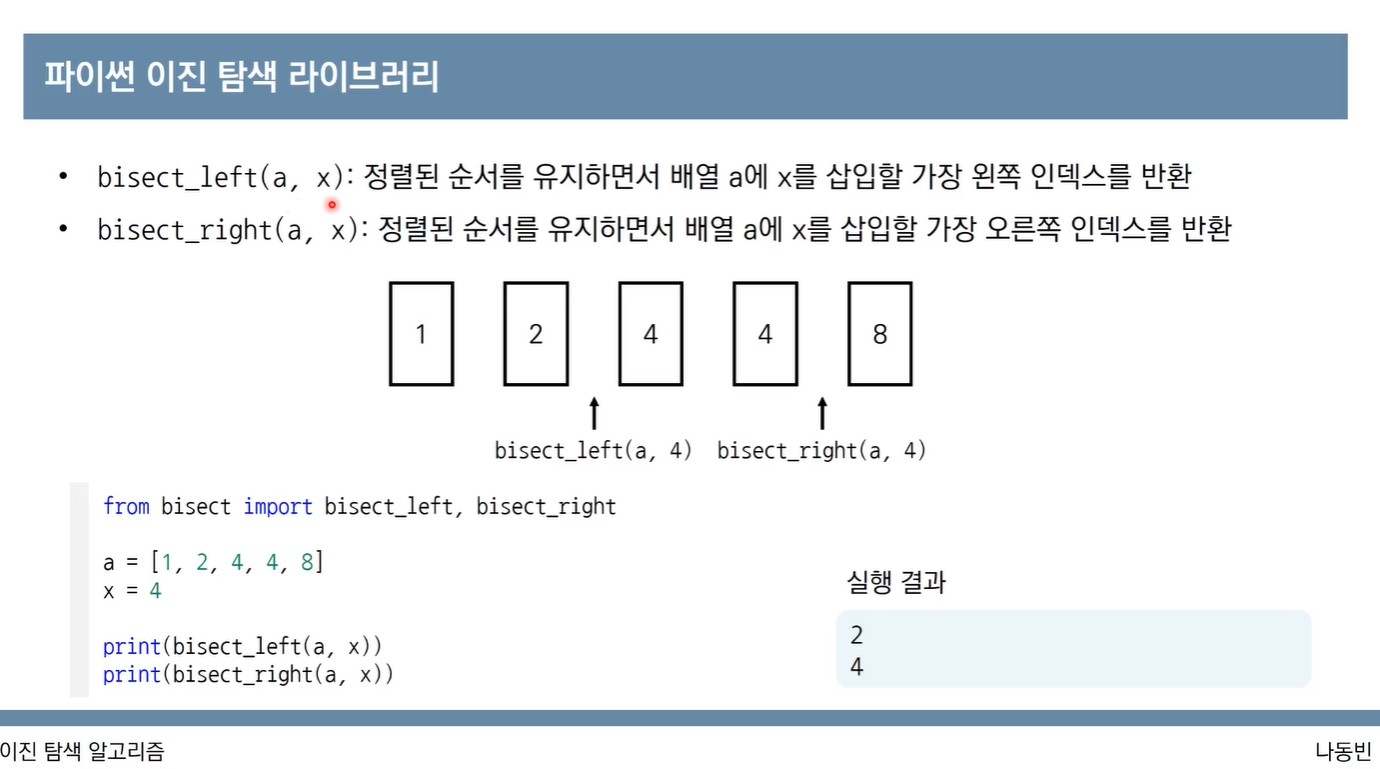 파이썬 이진 탐색 라이브러리
• bisect_left(a, x): 정렬된 순서를 유지하면서 배열 a에 x를 삽입할 가장 왼쪽 인덱스를 반환
• bisect_right(a, x): 정렬된 순서를 유지하면서 배열 a에 x를 삽입할 가장 오른쪽 인덱스를 반환
1 2 4 4 8
bisect_left(a, 4) bisect_right(a, 4)
from bisect import bisect_left, bisect_right
a = [1, 2, 4, 4, 8]
x = 4
print(bisect_left(a, x))
print(bisect_right(a, x))
실행 결과
2
4
이진 탐색 알고리즘
나동빈